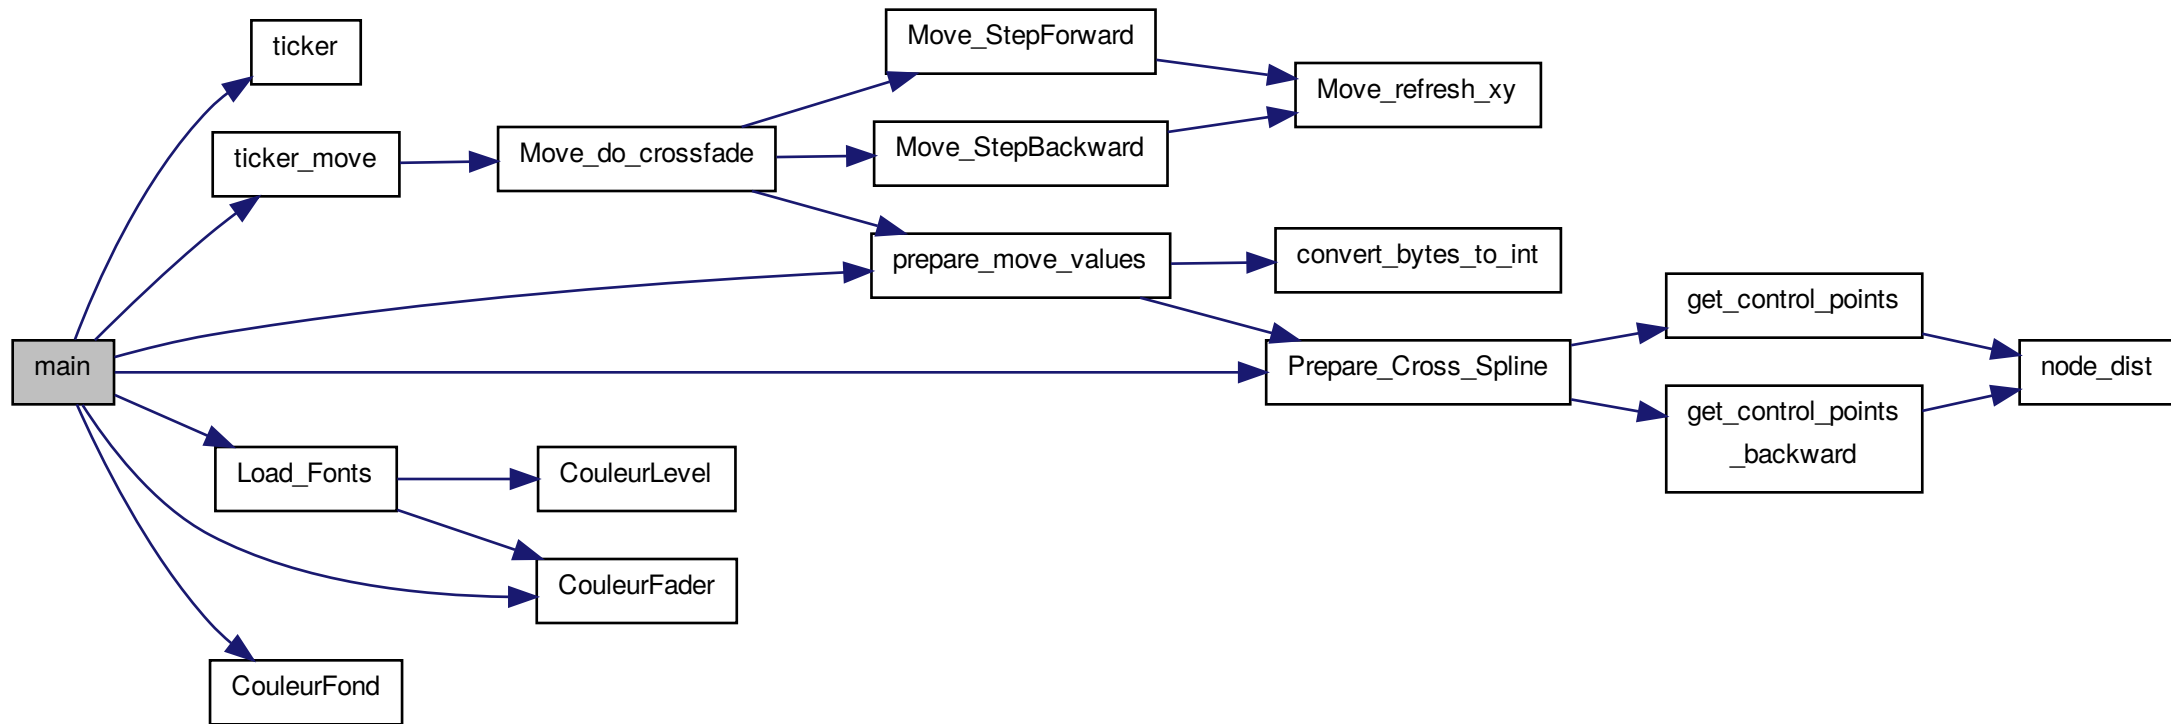 ticker
ticker_move
Move_do_crossfade
Move_StepForward
Move_StepBackward
Move_refresh_xy
prepare_move_values
convert_bytes_to_int
main
Prepare_Cross_Spline
get_control_points
get_control_points
_backward
node_dist
Load_Fonts
CouleurLevel
CouleurFader
CouleurFond